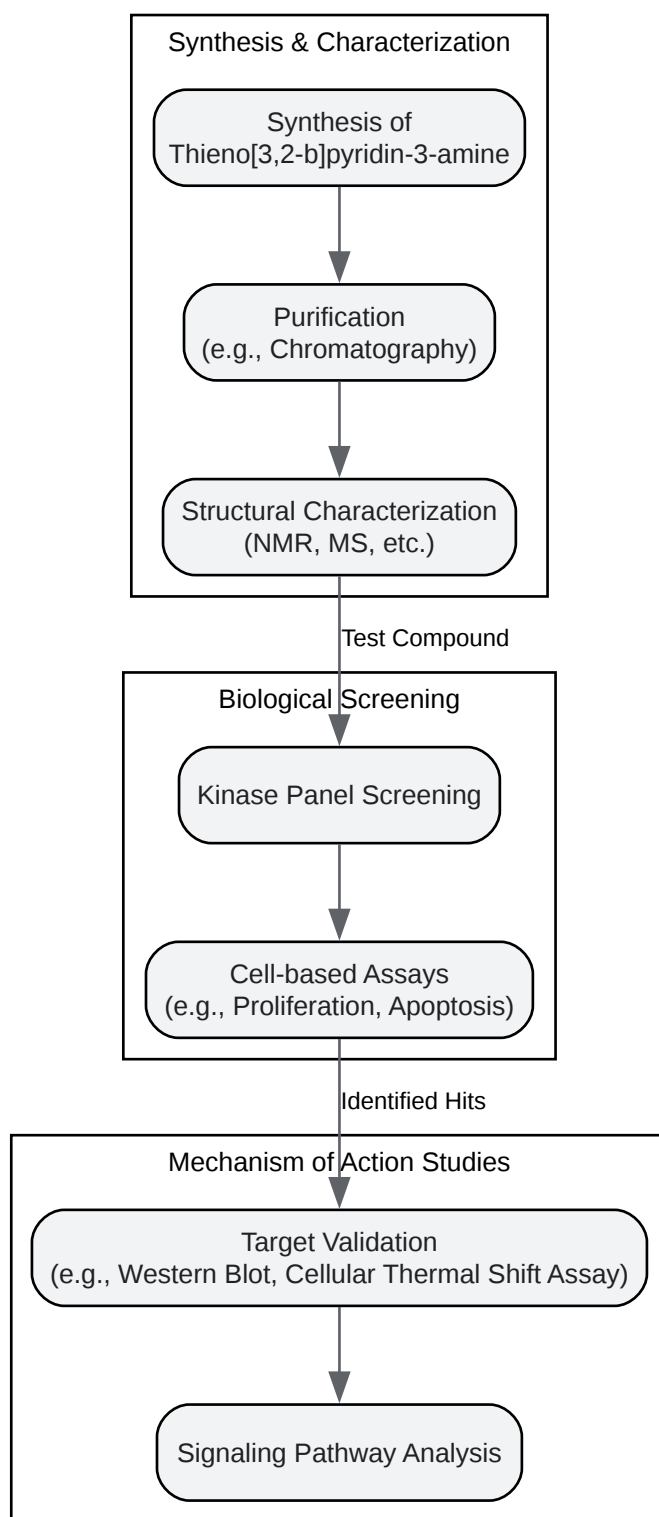 Synthesis & Characterization
Synthesis of
Thieno[3,2-b]pyridin-3-amine
Purification
(e.g., Chromatography)
Structural Characterization
(NMR, MS, etc.)
Test Compound
Biological Screening
Kinase Panel Screening
Cell-based Assays
(e.g., Proliferation, Apoptosis)
Identified Hits
Mechanism of Action Studies
Target Validation
(e.g., Western Blot, Cellular Thermal Shift Assay)
Signaling Pathway Analysis